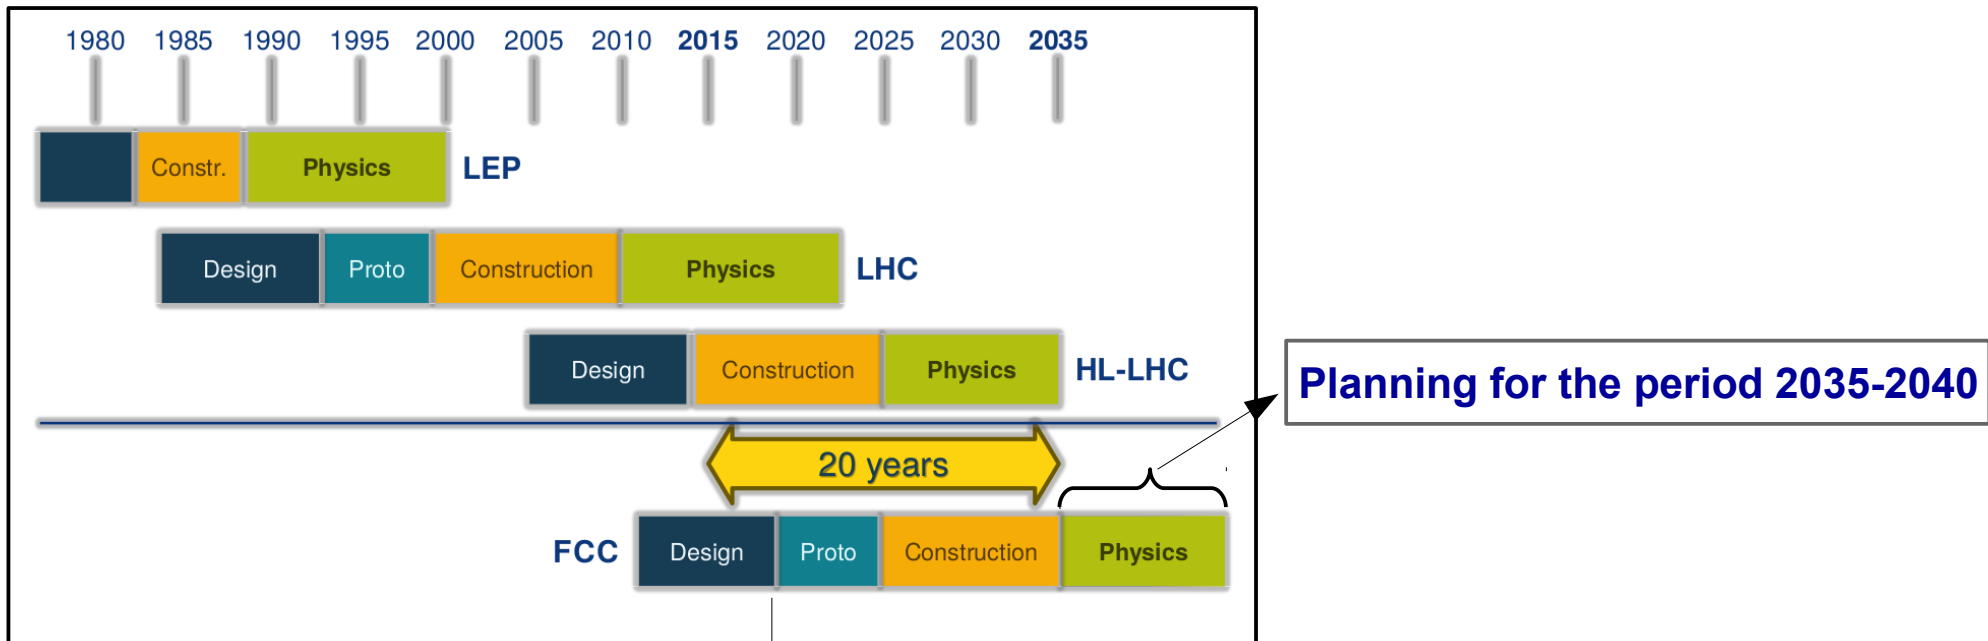 1980 1985 1990 1995 2000 2005 2010 2015 2020 2025 2030 2035
Constr. Physics LEP
Design Proto Construction Physics LHC
Design Construction Physics HL-LHC
Planning for the period 2035-2040
20 years
FCC Design Proto Construction Physics